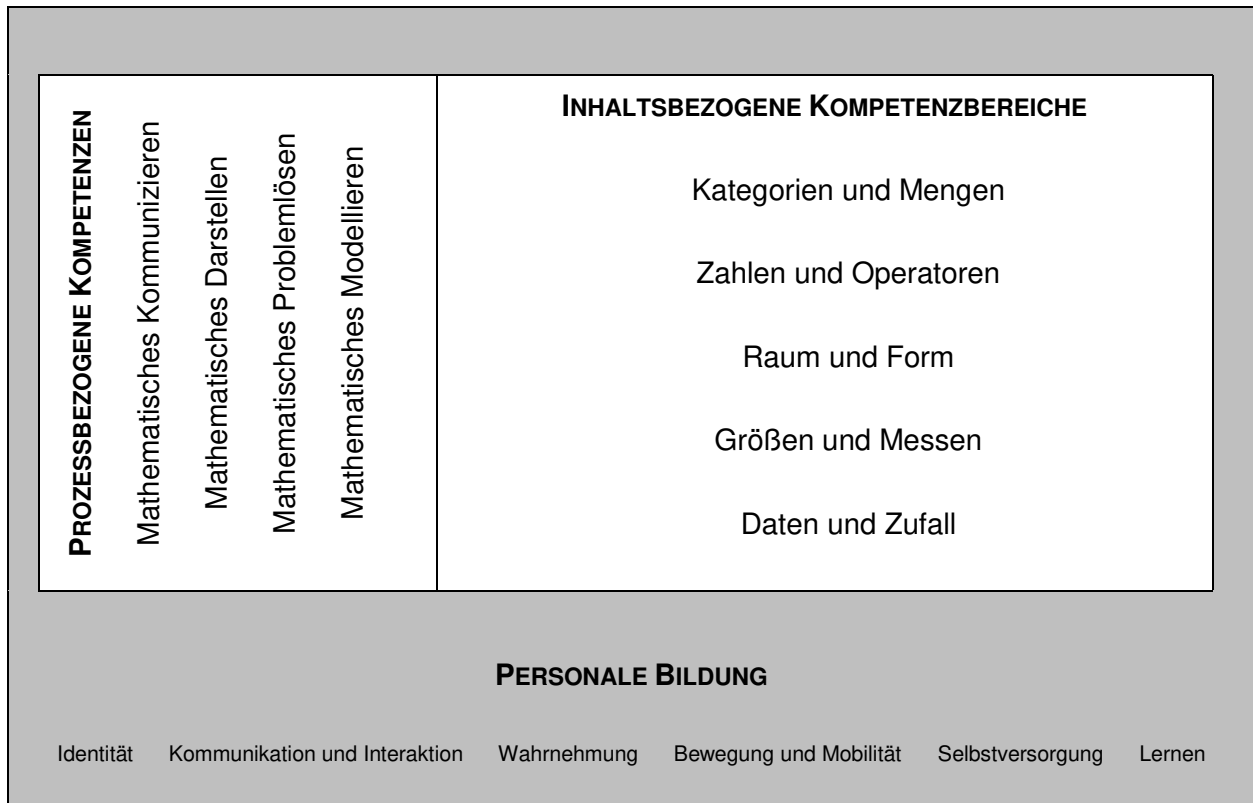 PROZESSBEZOGENE KOMPETENZEN
Mathematisches Kommunizieren
Mathematisches Darstellen
Mathematisches Problemlösen
Mathematisches Modellieren
INHALTSBEZOGENE KOMPETENZBEREICHE
Kategorien und Mengen
Zahlen und Operatoren
Raum und Form
Größen und Messen
Daten und Zufall
PERSONALE BILDUNG
Identität Kommunikation und Interaktion Wahrnehmung Bewegung und Mobilität Selbstversorgung Lernen